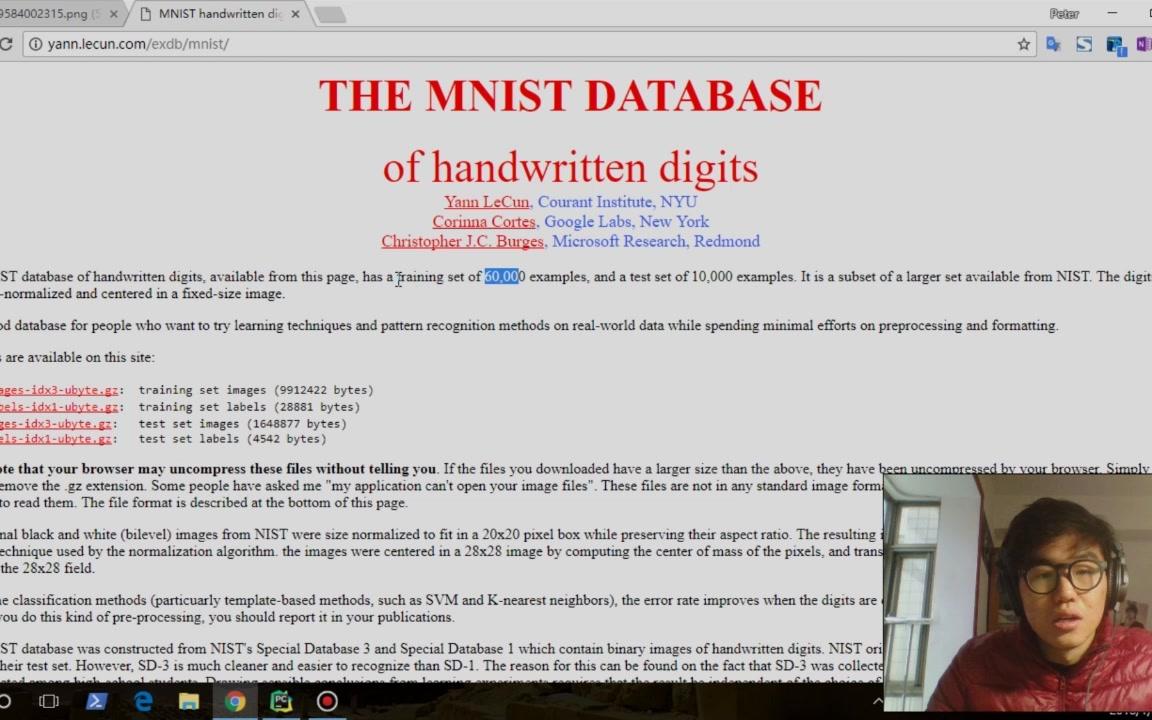 9584002315.png (5
MNIST handwritten dig
Peter
yann.lecun.com/exdb/mnist/
THE MNIST DATABASE
of handwritten digits
Yann LeCun, Courant Institute, NYU
Corinna Cortes, Google Labs, New York
Christopher J.C. Burges, Microsoft Research, Redmond
ST database of handwritten digits, available from this page, has a training set of 60,000 examples, and a test set of 10,000 examples. It is a subset of a larger set available from NIST. The digit
-normalized and centered in a fixed-size image.
od database for people who want to try learning techniques and pattern recognition methods on real-world data while spending minimal efforts on preprocessing and formatting.
s are available on this site:
ages-idx3-ubyte.gz: training set images (9912422 bytes)
bels-idx1-ubyte.gz: training set labels (28881 bytes)
ges-idx3-ubyte.gz: test set images (1648877 bytes)
els-idx1-ubyte.gz: test set labels (4542 bytes)
ote that your browser may uncompress these files without telling you. If the files you downloaded have a larger size than the above, they have been uncompressed by your browser. Simply
remove the .gz extension. Some people have asked me "my application can't open your image files". These files are not in any standard image forma
to read them. The file format is described at the bottom of this page.
nal black and white (bilevel) images from NIST were size normalized to fit in a 20x20 pixel box while preserving their aspect ratio. The resulting i
echnique used by the normalization algorithm. the images were centered in a 28x28 image by computing the center of mass of the pixels, and trans
the 28x28 field.
e classification methods (particuarly template-based methods, such as SVM and K-nearest neighbors), the error rate improves when the digits are
you do this kind of pre-processing, you should report it in your publications.
ST database was constructed from NIST's Special Database 3 and Special Database 1 which contain binary images of handwritten digits. NIST ori
heir test set. However, SD-3 is much cleaner and easier to recognize than SD-1. The reason for this can be found on the fact that SD-3 was collecte